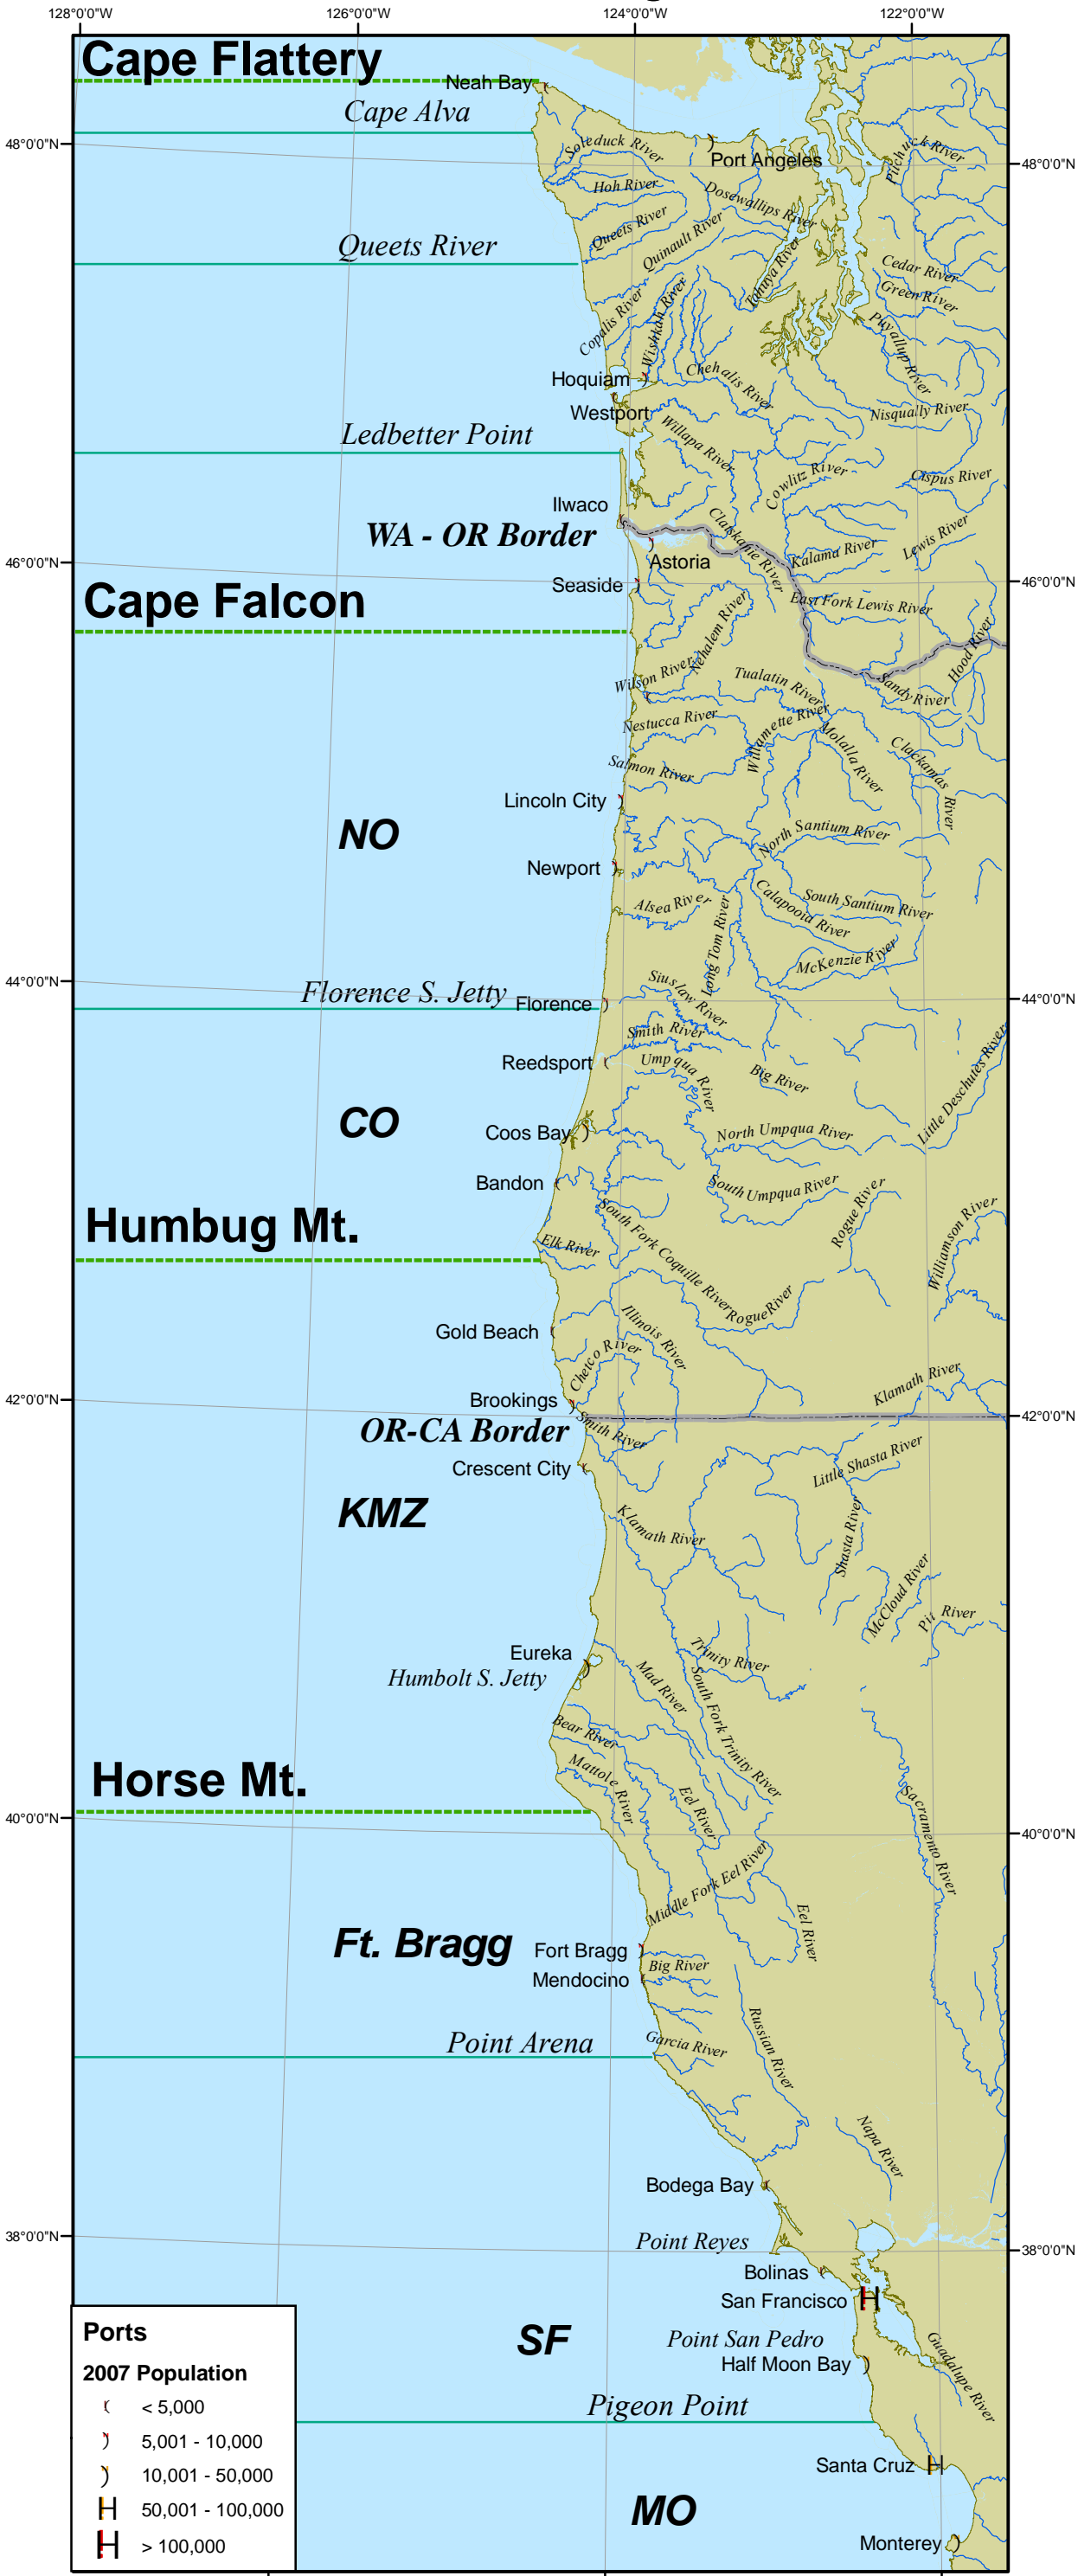 128°0'0"W 126°0'0"W 124°0'0"W 122°0'0"W
Cape Flattery
Neah Bay
Cape Alva
48°0'0"N
Soleduck River
Port Angeles
Pilchuck River
48°0'0"N
Hoh River
Dosewallips River
Queets River
Queets River
Quinault River
Tahuya River
Cedar River
Green River
Copalis River
Wishkah River
Puyallup River
Hoquiam
Chehalis River
Westport
Nisqually River
Ledbetter Point
Willapa River
Cowlitz River
Cispus River
Ilwaco
WA - OR Border
Clatskanie River
Kalama River
Lewis River
Astoria
46°0'0"N
Seaside
46°0'0"N
Cape Falcon
East Fork Lewis River
Nehalem River
Hood River
Wilson River
Tualatin River
Sandy River
Nestucca River
Willamette River
Molalla River
Clackamas River
Salmon River
Lincoln City
NO
North Santium River
Newport
Alsea River
Long Tom River
Calapooia River
South Santium River
McKenzie River
44°0'0"N
Florence S. Jetty
Florence
Siuslaw River
44°0'0"N
Smith River
Reedsport
Umpqua River
Big River
Little Deschutes River
CO
Coos Bay
North Umpqua River
Bandon
South Umpqua River
Humbug Mt.
South Fork Coquille River
Rogue River
Williamson River
Elk River
Rogue River
Gold Beach
Illinois River
Chetco River
42°0'0"N
Brookings
Klamath River
42°0'0"N
OR-CA Border
Smith River
Crescent City
Little Shasta River
KMZ
Klamath River
Shasta River
McCloud River
Pit River
Eureka
Humbolt S. Jetty
Trinity River
Mad River
South Fork Trinity River
Bear River
Horse Mt.
Mattole River
Eel River
Sacramento River
40°0'0"N
40°0'0"N
Middle Fork Eel River
Eel River
Ft. Bragg
Fort Bragg
Big River
Mendocino
Point Arena
Garcia River
Russian River
Napa River
Bodega Bay
38°0'0"N
Point Reyes
38°0'0"N
Bolinas
San Francisco
SF
Point San Pedro
Half Moon Bay
Guadalupe River
Pigeon Point
Santa Cruz
MO
Monterey
Ports
2007 Population
< 5,000
5,001 - 10,000
10,001 - 50,000
H 50,001 - 100,000
H > 100,000